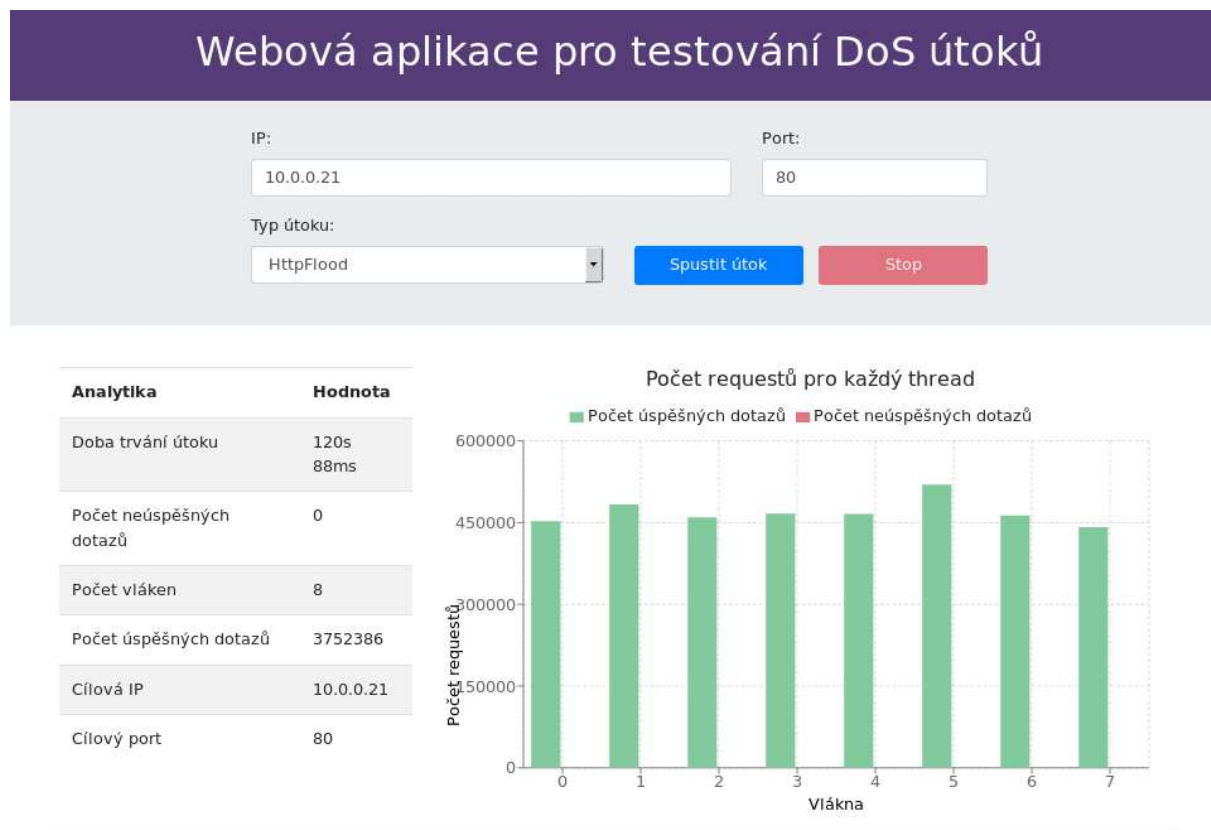 Webová aplikace pro testování DoS útoků
IP:
Port:
10.0.0.21
80
Typ útoku:
HttpFlood
Spustit útok
Stop
Analytika Hodnota
Doba trvání útoku 120s
88ms
Počet neúspěšných 0
dotazů
Počet vláken 8
Počet úspěšných dotazů 3752386
Cílová IP 10.0.0.21
Cílový port 80
Počet requestů pro každý thread
Počet úspěšných dotazů Počet neúspěšných dotazů
600000
450000
300000
150000
0
Počet requestů
0 1 2 3 4 5 6 7
Vlákna